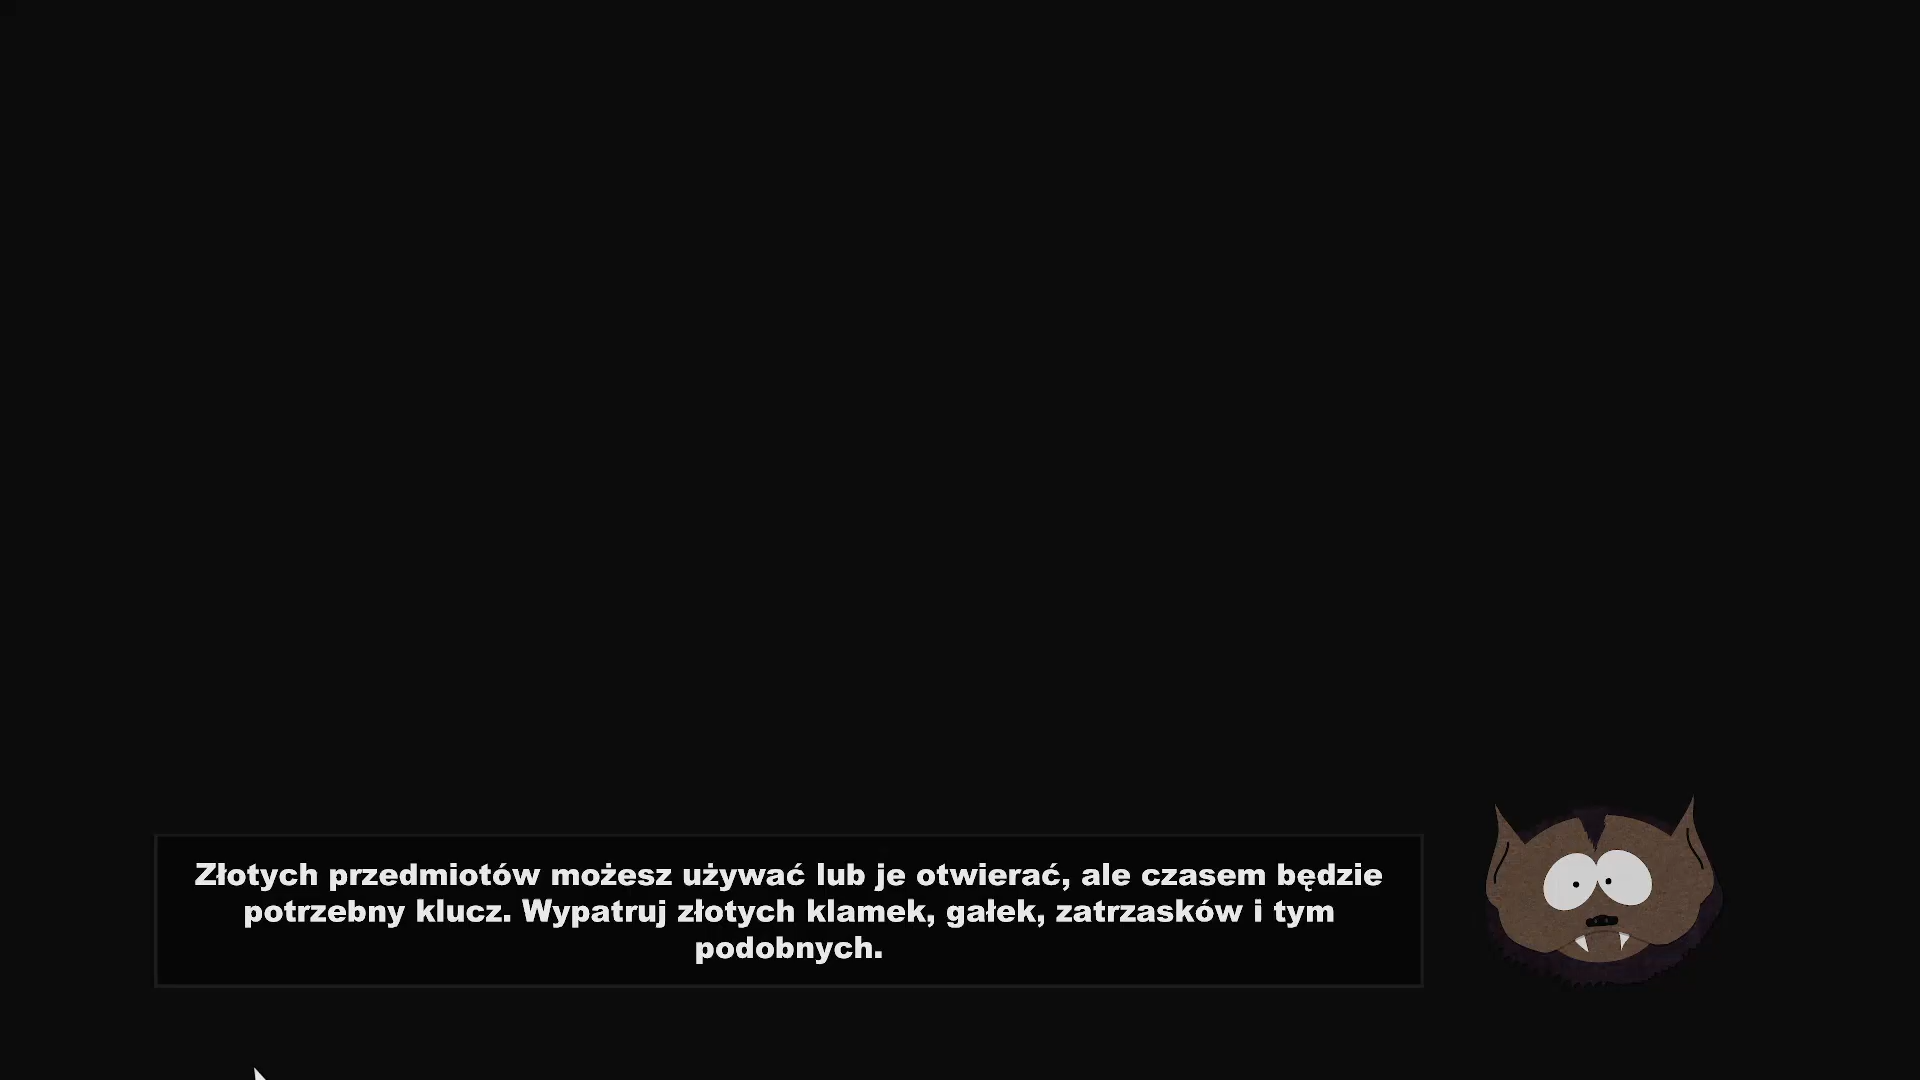 Złotych przedmiotów możesz używać lub je otwierać, ale czasem będzie
potrzebny klucz. Wypatruj złotych klamek, gałek, zatrzasków i tym
podobnych.